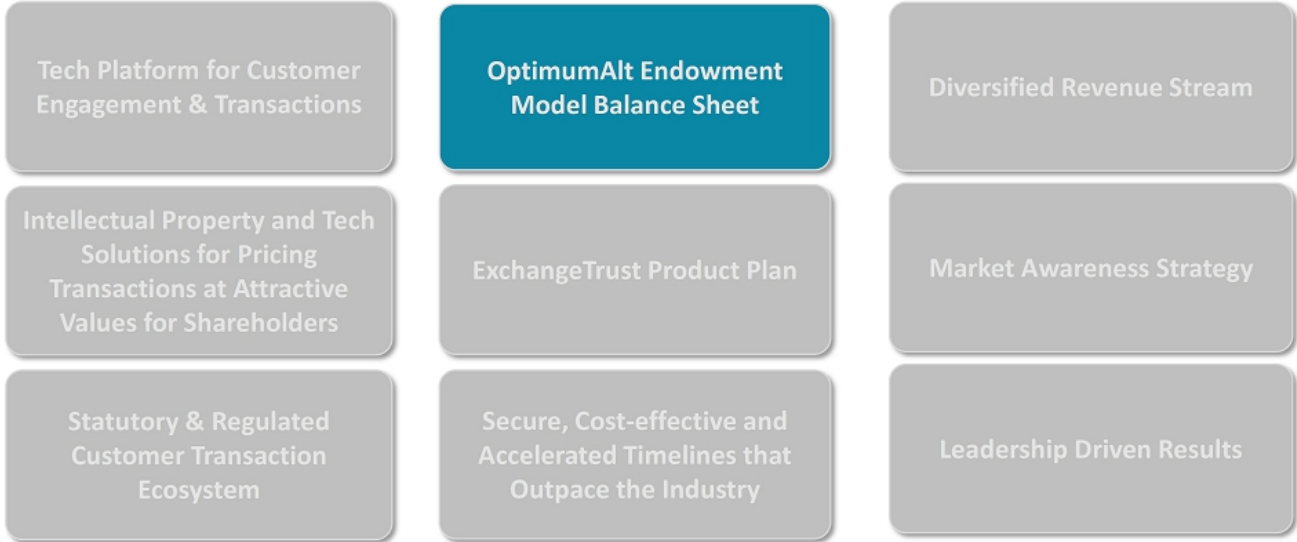 Tech Platform for Customer
Engagement & Transactions
OptimumAlt Endowment
Model Balance Sheet
Diversified Revenue Stream
Intellectual Property and Tech
Solutions for Pricing
Transactions at Attractive
Values for Shareholders
ExchangeTrust Product Plan
Market Awareness Strategy
Statutory & Regulated
Customer Transaction
Ecosystem
Secure, Cost-effective and
Accelerated Timelines that
Outpace the Industry
Leadership Driven Results